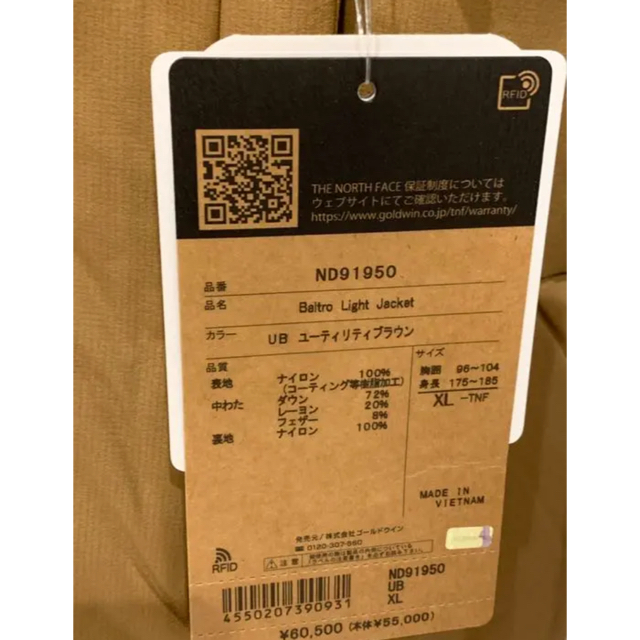 RFID
THE NORTH FACE 保証制度については
ウェブサイトにてご確認いただけます。
https://www.goldwin.co.jp/tnf/warranty/
品番 ND91950
品名 Baltro Light Jacket
カラー UB ユーティリティブラウン
品質
表地 ナイロン 100%
(コーティング等樹脂加工)
中わた ダウン 72%
レーヨン 20%
フェザー 8%
裏地 ナイロン 100%
サイズ
胸囲 96～104
身長 175～185
XL -TNF
MADE IN
VIETNAM
発売元/株式会社ゴールドウイン
0120-307-560
RFID
注意
ND91950
UB
XL
4550207390931
¥60,500 (本体¥55,000)